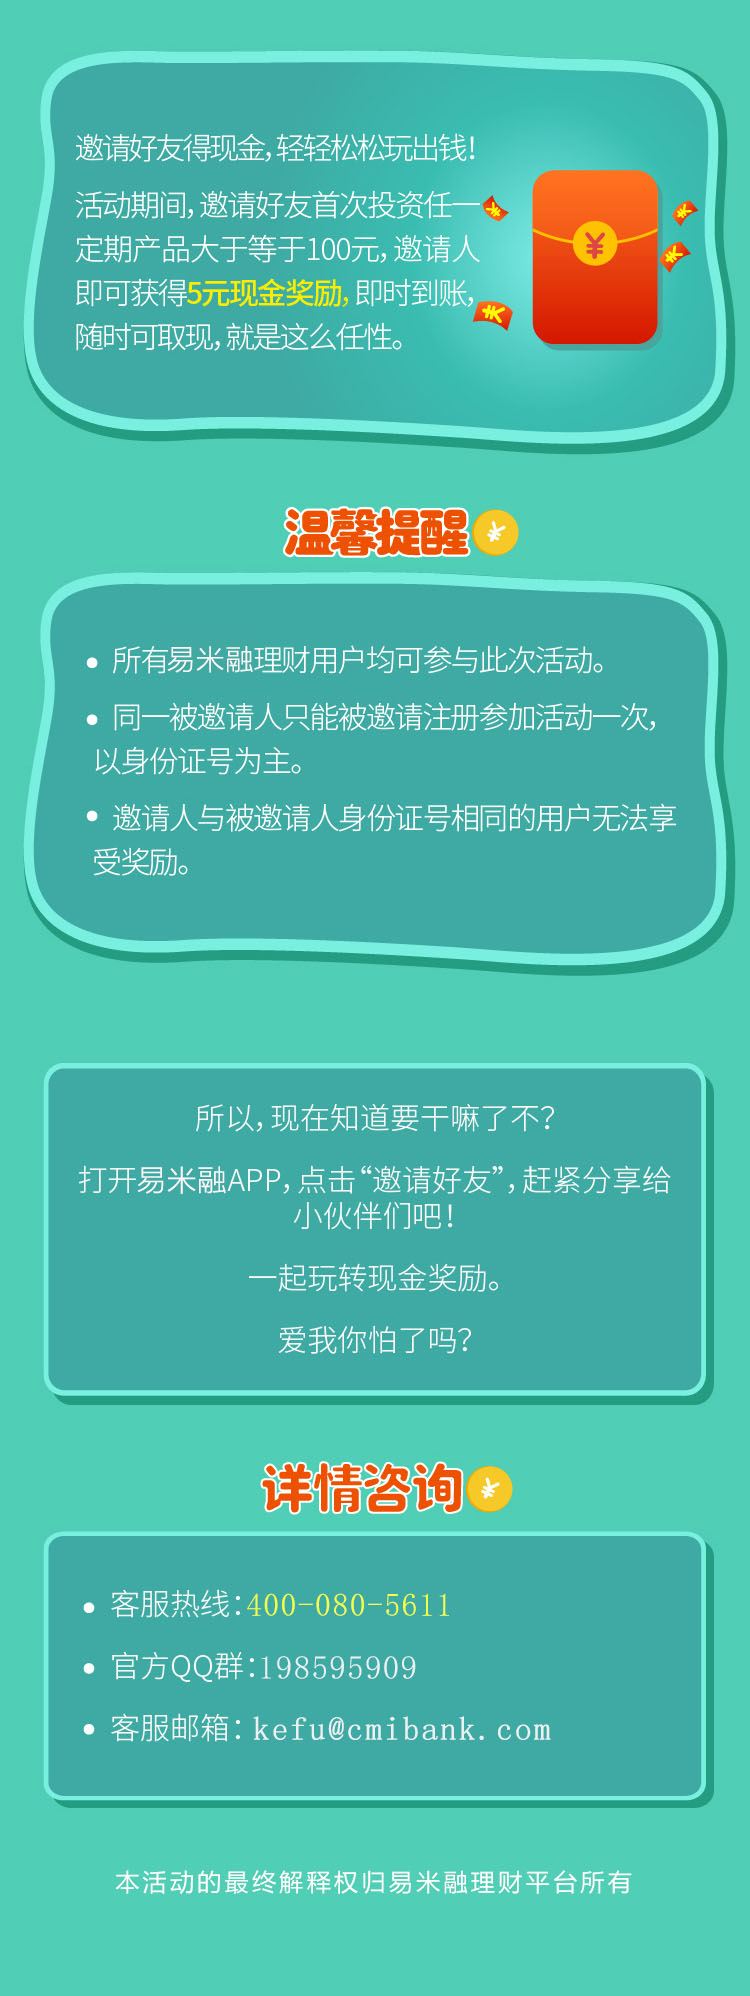 邀请好友得现金，轻轻松松玩出钱！
活动期间，邀请好友首次投资任一
定期产品大于等于100元，邀请人
即可获得5元现金奖励，即时到账，
随时可取现，就是这么任性。
温馨提醒
● 所有易米融理财用户均可参与此次活动。
● 同一被邀请人只能被邀请注册参加活动一次，
以身份证号为主。
● 邀请人与被邀请人身份证号相同的用户无法享
受奖励。
所以，现在知道要干嘛了不？
打开易米融APP，点击“邀请好友”，赶紧分享给
小伙伴们吧！
一起玩转现金奖励。
爱我你怕了吗？
详情咨询
● 客服热线：400-080-5611
● 官方QQ群：198595909
● 客服邮箱：kefu@cmibank.com
本活动的最终解释权归易米融理财平台所有